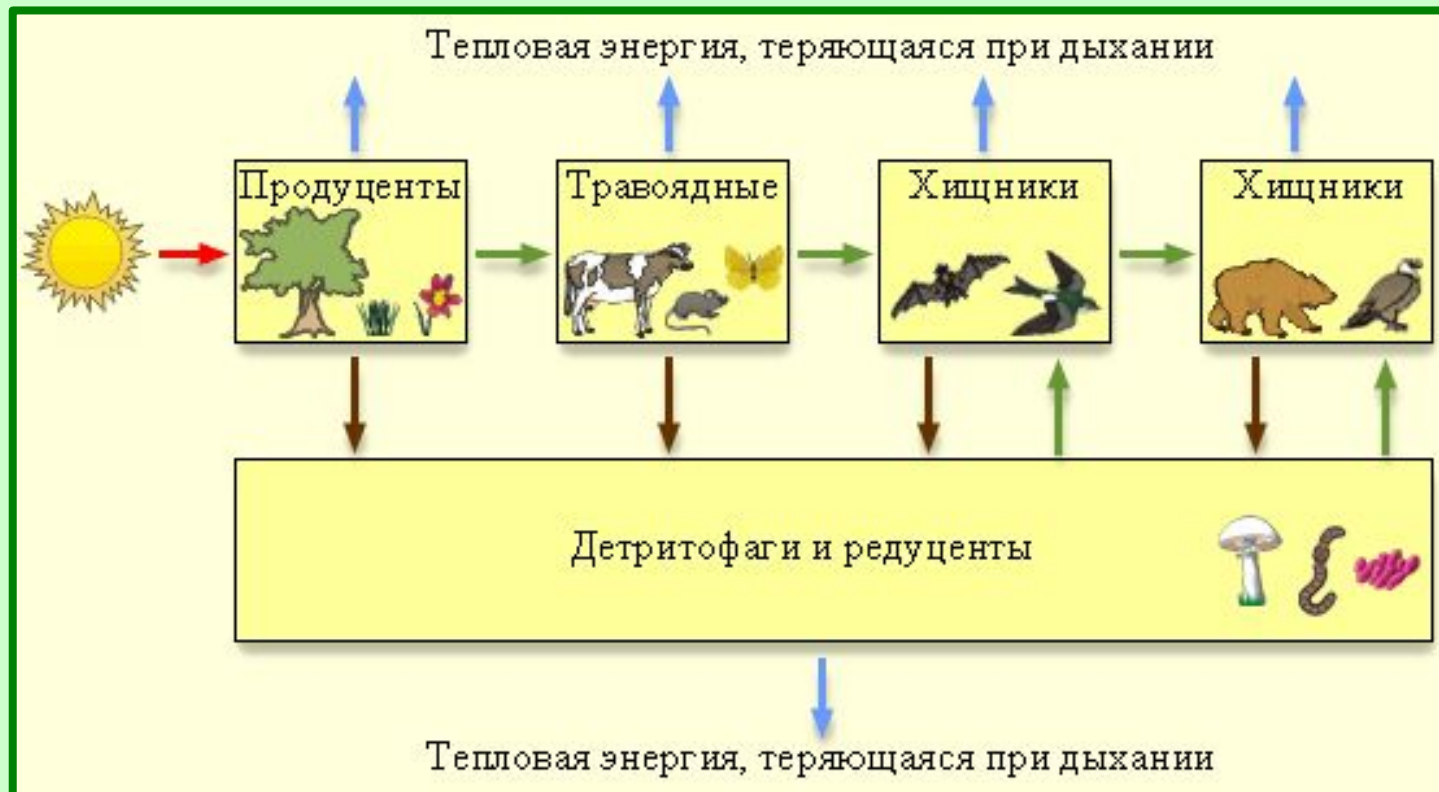 Тепловая энергия, теряющаяся при дыхании
Продуценты
Травоядные
Хищники
Хищники
Детритофаги и редуценты
Тепловая энергия, теряющаяся при дыхании